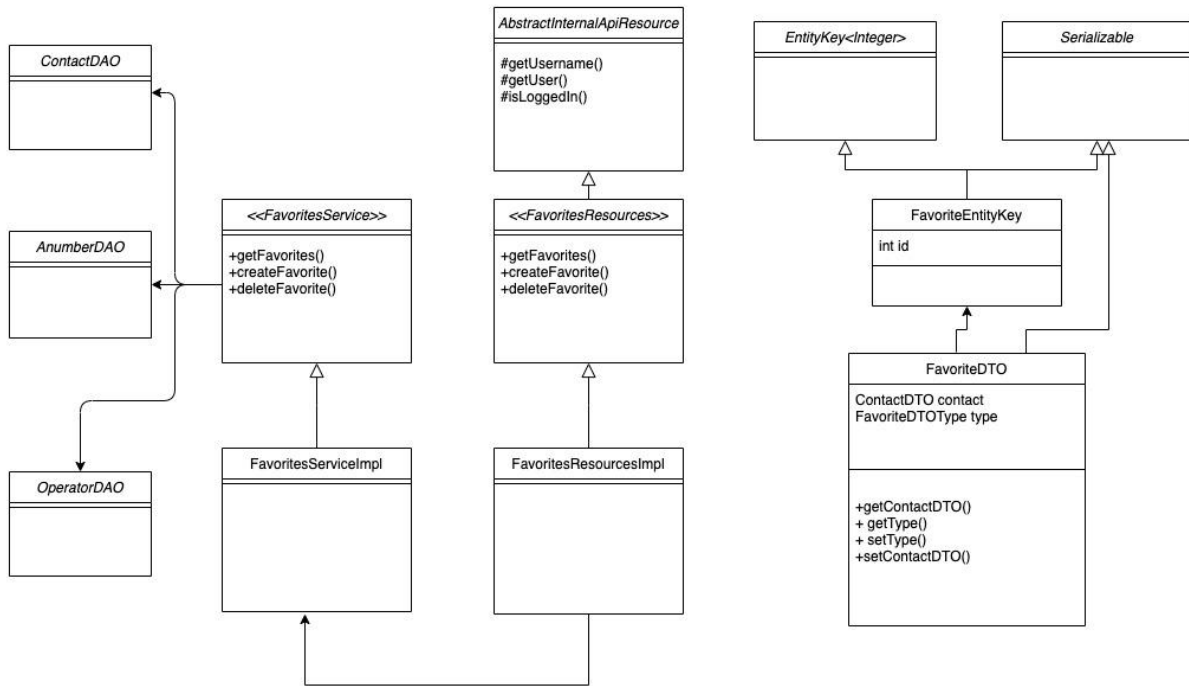 AbstractInternalApiResource
#getUsername()
#getUser()
#isLoggedIn()
EntityKey<Integer>
Serializable
ContactDAO
<<FavoritesService>>
+getFavorites()
+createFavorite()
+deleteFavorite()
<<FavoritesResources>>
+getFavorites()
+createFavorite()
+deleteFavorite()
FavoriteEntityKey
int id
AnumberDAO
FavoriteDTO
ContactDTO contact
FavoriteDTOType type
+getContactDTO()
+ getType()
+ setType()
+setContactDTO()
FavoritesServiceImpl
FavoritesResourcesImpl
OperatorDAO